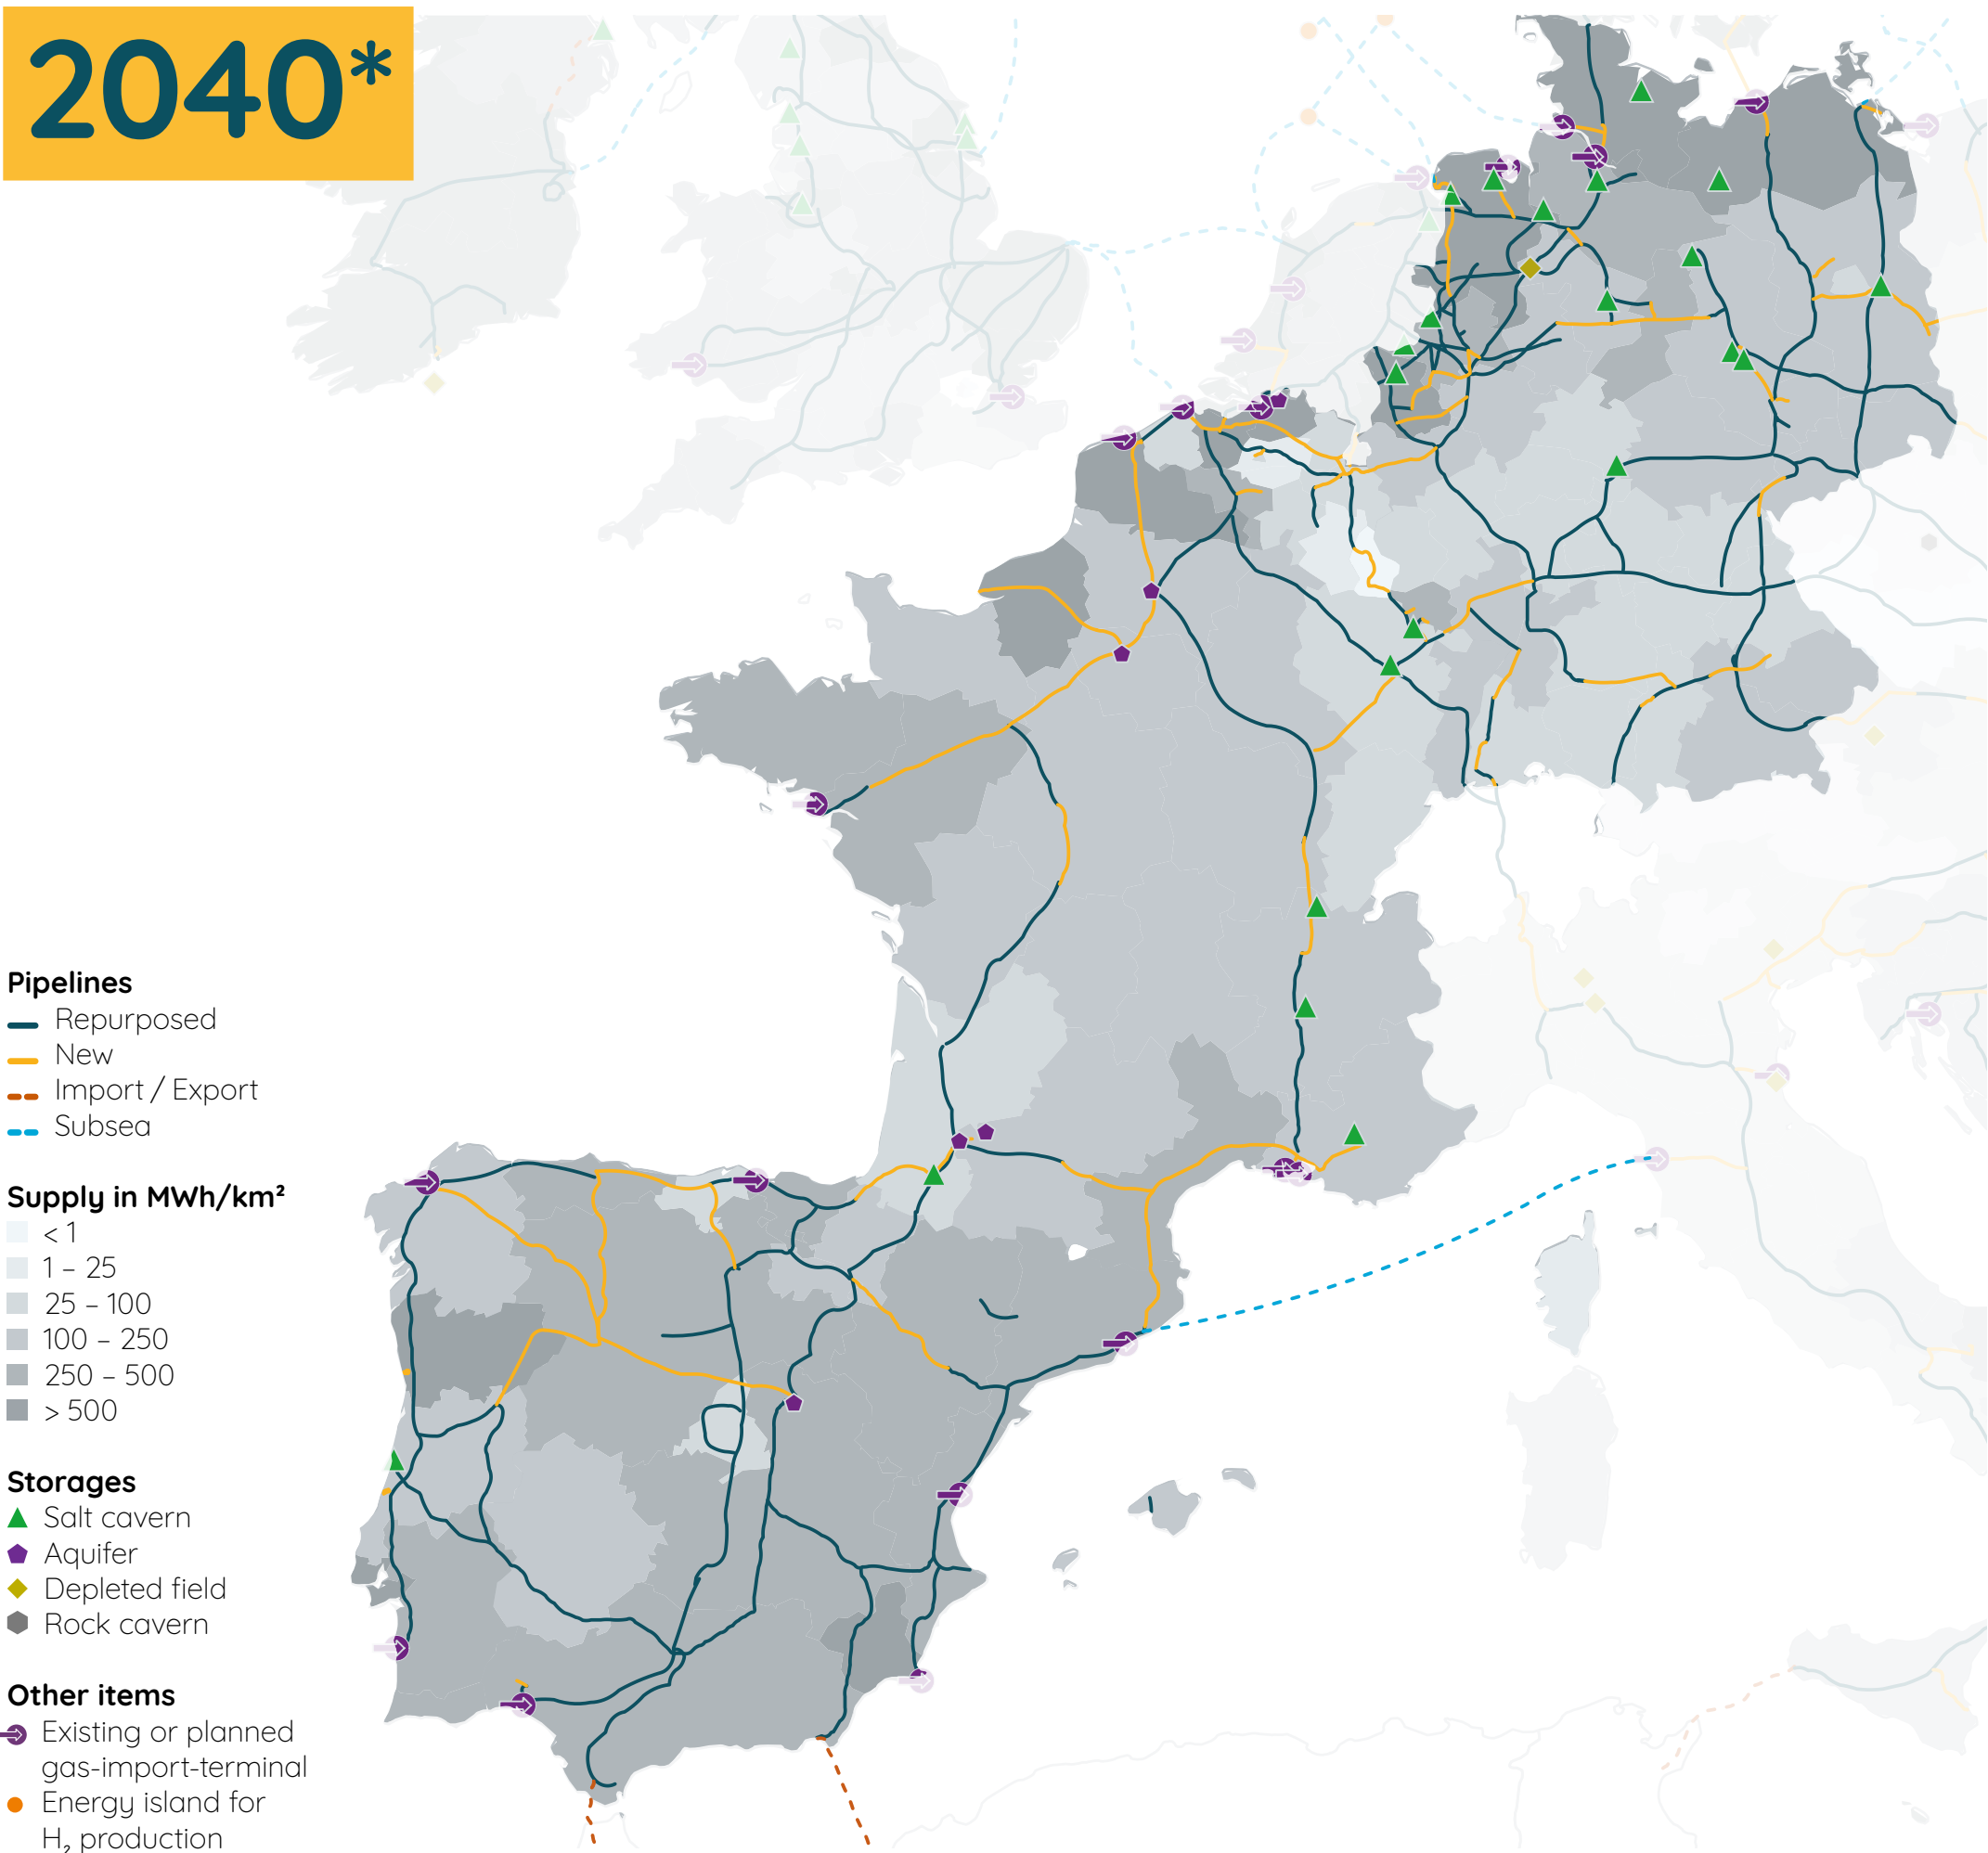 2040*
Pipelines
Repurposed
New
Import / Export
Subsea
Supply in MWh/km²
< 1
1 – 25
25 – 100
100 – 250
250 – 500
> 500
Storages
Salt cavern
Aquifer
Depleted field
Rock cavern
Other items
Existing or planned
gas-import-terminal
Energy island for
H₂ production